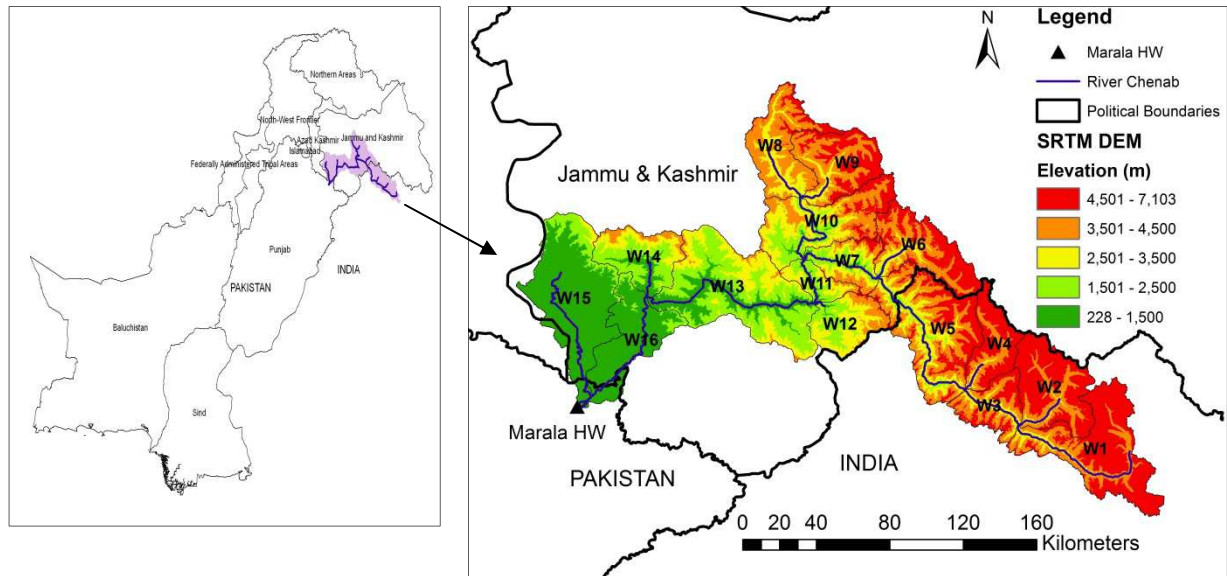 Northern Areas
North-West Frontier
Azad Kashmir
Jammu and Kashmir
Islamabad
Federally Administered Tribal Areas
Punjab
INDIA
PAKISTAN
Baluchistan
Sind
N
Legend
Marala HW
River Chenab
Political Boundaries
SRTM DEM
Elevation (m)
4,501 - 7,103
3,501 - 4,500
2,501 - 3,500
1,501 - 2,500
228 - 1,500
Jammu & Kashmir
W8
W9
W10
W6
W14
W7
W13
W11
W15
W12
W5
W16
W4
W2
W3
W1
Marala HW
PAKISTAN
INDIA
0 20 40 80 120 160
Kilometers